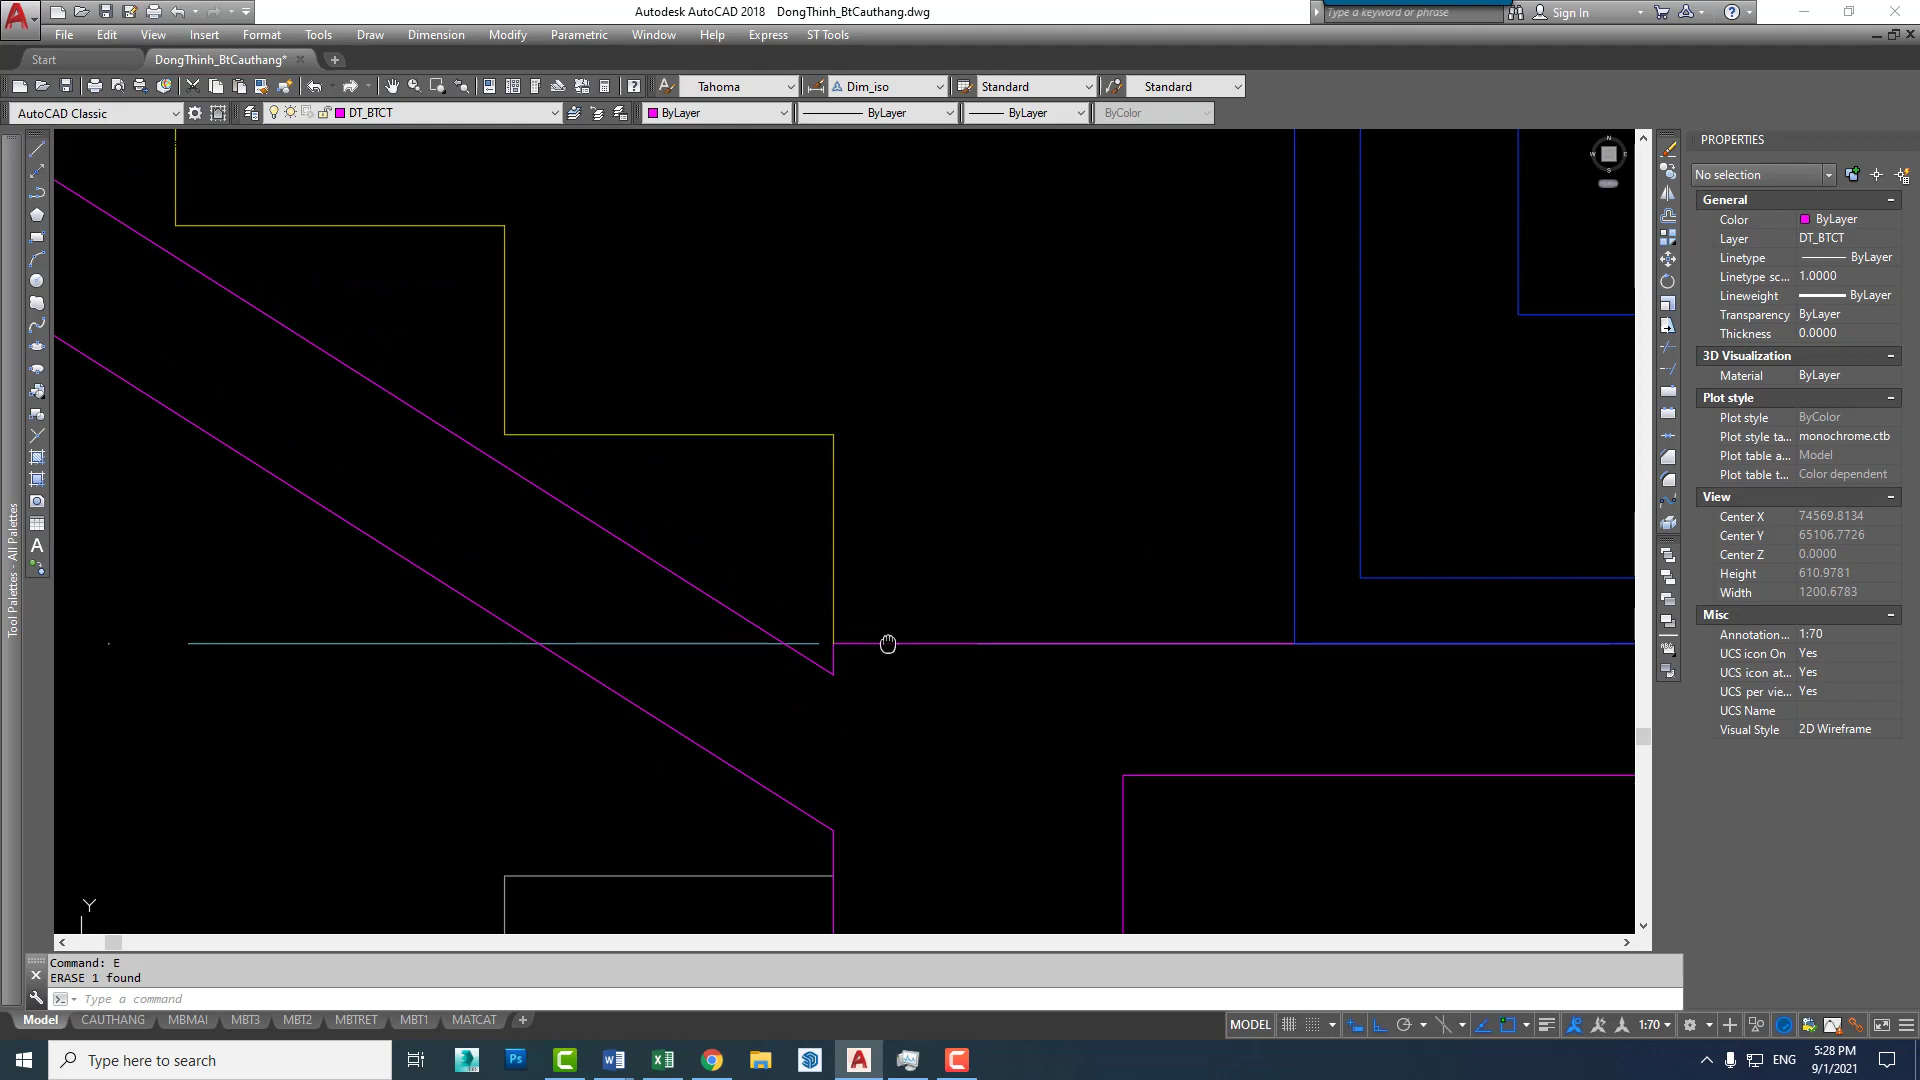 Autodesk AutoCAD 2018 DongThinh_BtCauthang.dwg
Type a keyword or phrase
Sign In
File Edit View Insert Format Tools Draw Dimension Modify Parametric Window Help Express ST Tools
Start
DongThinh_BtCauthang*
Tahoma
Dim_iso
Standard
Standard
AutoCAD Classic
DT_BTCT
ByLayer
ByLayer
ByLayer
ByColor
Tool Palettes - All Palettes
PROPERTIES
No selection
General
Color ByLayer
Layer DT_BTCT
Linetype ByLayer
Linetype sc... 1.0000
Lineweight ByLayer
Transparency ByLayer
Thickness 0.0000
3D Visualization
Material ByLayer
Plot style
Plot style ByColor
Plot style ta... monochrome.ctb
Plot table a... Model
Plot table t... Color dependent
View
Center X 74569.8134
Center Y 65106.7726
Center Z 0.0000
Height 610.9781
Width 1200.6783
Misc
Annotation... 1:70
UCS icon On Yes
UCS icon at... Yes
UCS per vie... Yes
UCS Name
Visual Style 2D Wireframe
Y
Command: E
ERASE 1 found
Type a command
Model CAUTHANG MBMAI MBT3 MBT2 MBTRET MBT1 MATCAT
MODEL
1:70
Type here to search
ENG
5:28 PM
9/1/2021